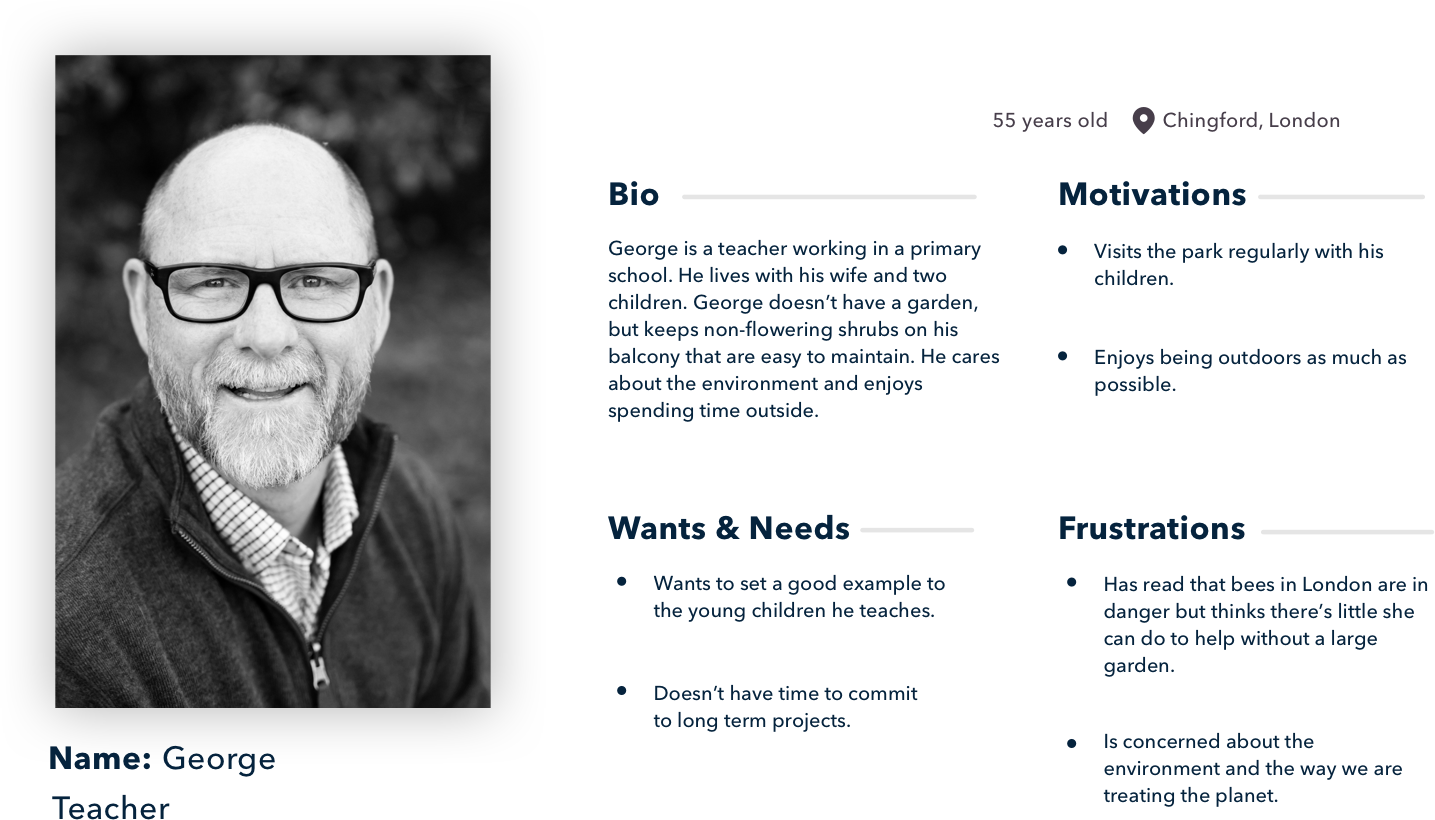 55 years old
Chingford, London
Bio
George is a teacher working in a primary
school. He lives with his wife and two
children. George doesn’t have a garden,
but keeps non-flowering shrubs on his
balcony that are easy to maintain. He cares
about the environment and enjoys
spending time outside.
Motivations
• Visits the park regularly with his
children.
• Enjoys being outdoors as much as
possible.
Wants & Needs
• Wants to set a good example to
the young children he teaches.
• Doesn’t have time to commit
to long term projects.
Frustrations
• Has read that bees in London are in
danger but thinks there’s little she
can do to help without a large
garden.
• Is concerned about the
environment and the way we are
treating the planet.
Name: George
Teacher